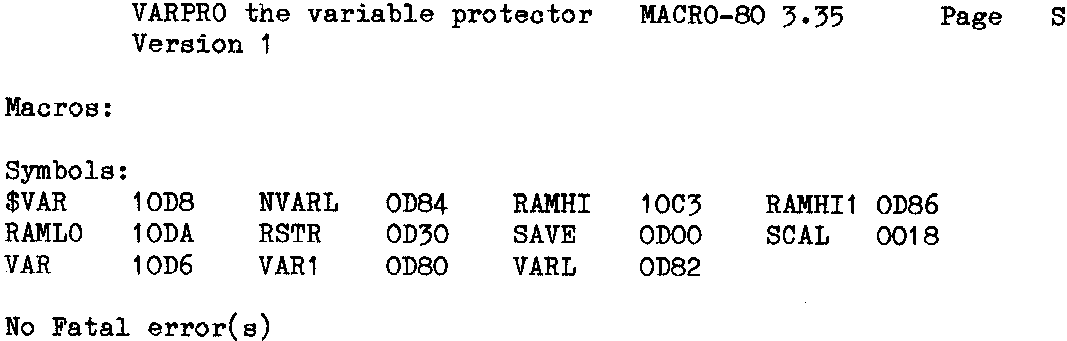 VARPRO the variable protector MACRO-80 3.35 Page S
Version 1
Macros:
Symbols:
$VAR 10D8 NVARL 0D84 RAMHI 10C3 RAMHI1 0D86
RAMLO 10DA RSTR 0D30 SAVE 0D00 SCAL 0018
VAR 10D6 VAR1 0D80 VARL 0D82
No Fatal error(s)